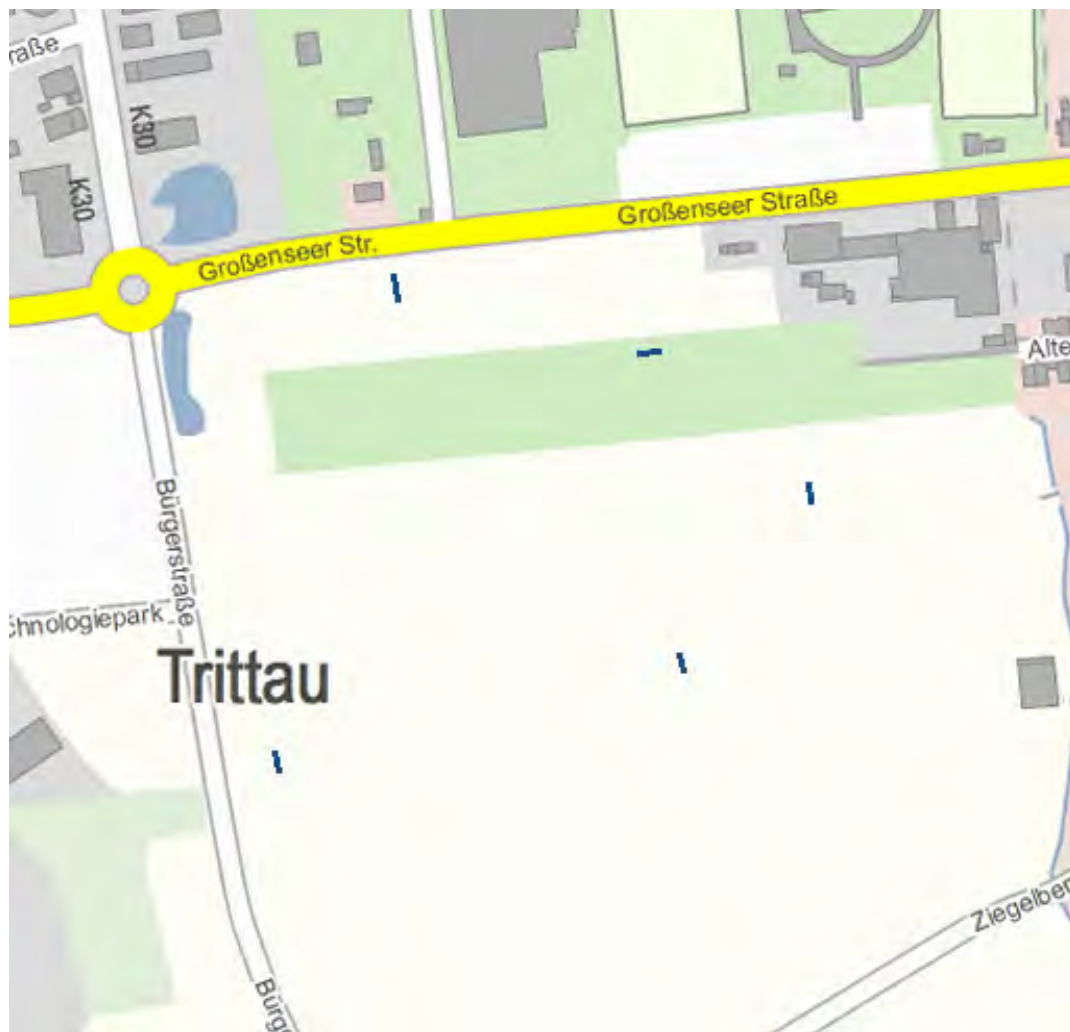 raße
K30
K30
Großenseer Straße
Großenseer Str.
Alte
Bürgerstraße
chnologiepark
Trittau
Ziegelber
Bürg